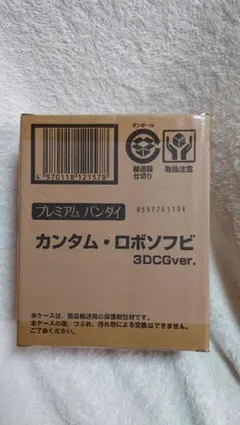 4570118121578
ダンボール
輸送箱
仕切り
取扱注意
プレミアム バンダイ
0597261104
カンタム・ロボソフビ
3DCGver.
本ケースは、商品輸送用の保護梱包材です。
本ケースの傷、つぶれ、汚れ等による交換はできません。
ご了承ください。